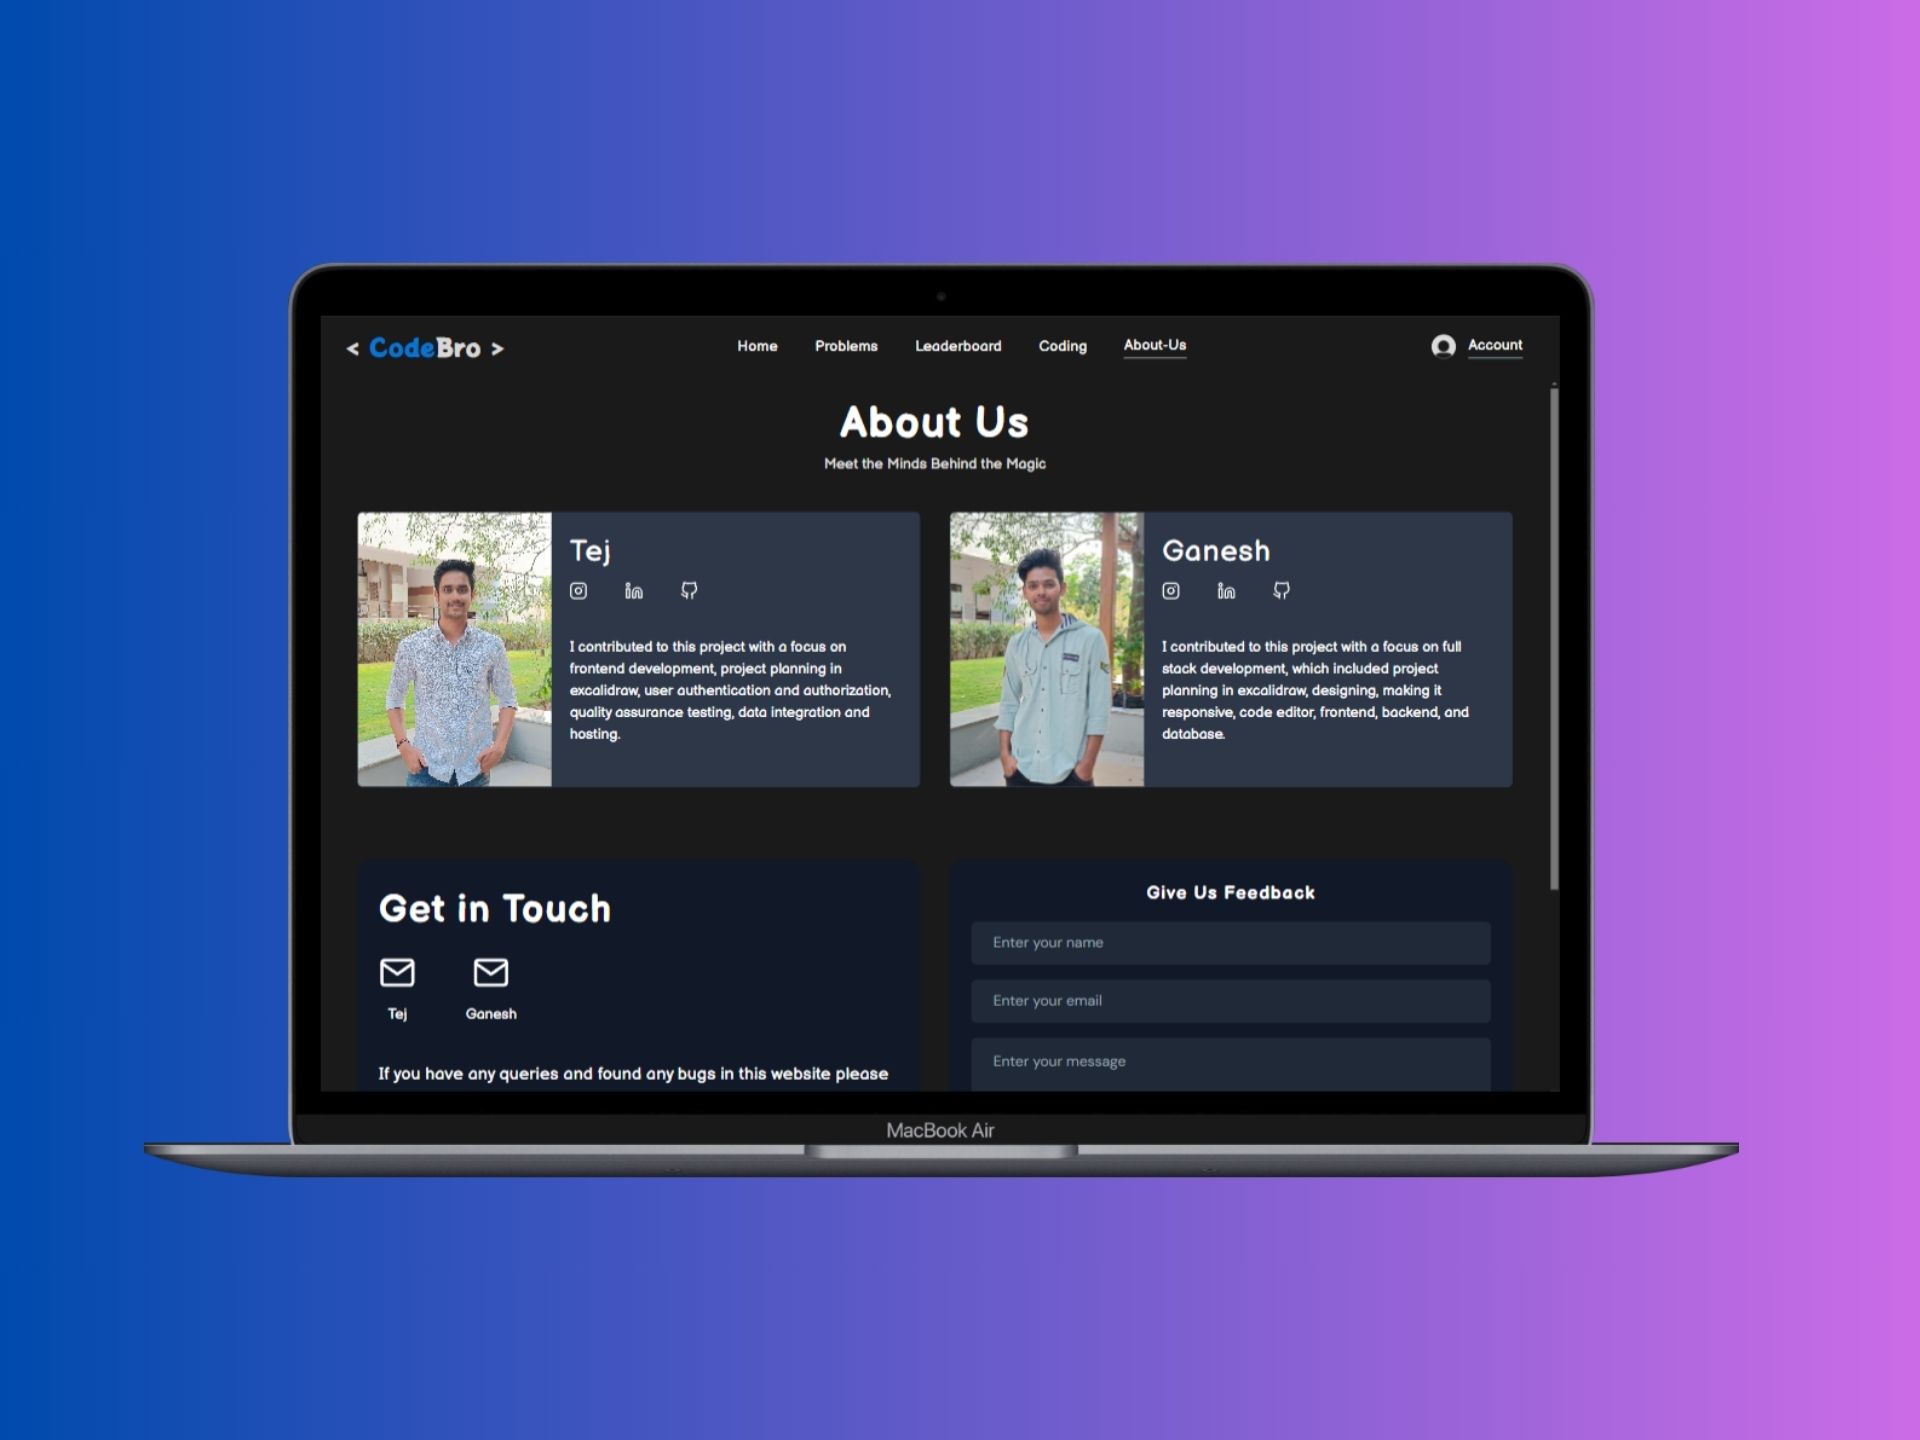 < CodeBro >
Home
Problems
Leaderboard
Coding
About-Us
Account
About Us
Meet the Minds Behind the Magic
Tej
I contributed to this project with a focus on
frontend development, project planning in
excalidraw, user authentication and authorization,
quality assurance testing, data integration and
hosting.
Ganesh
I contributed to this project with a focus on full
stack development, which included project
planning in excalidraw, designing, making it
responsive, code editor, frontend, backend, and
database.
Get in Touch
Tej
Ganesh
If you have any queries and found any bugs in this website please
Give Us Feedback
Enter your name
Enter your email
Enter your message
MacBook Air